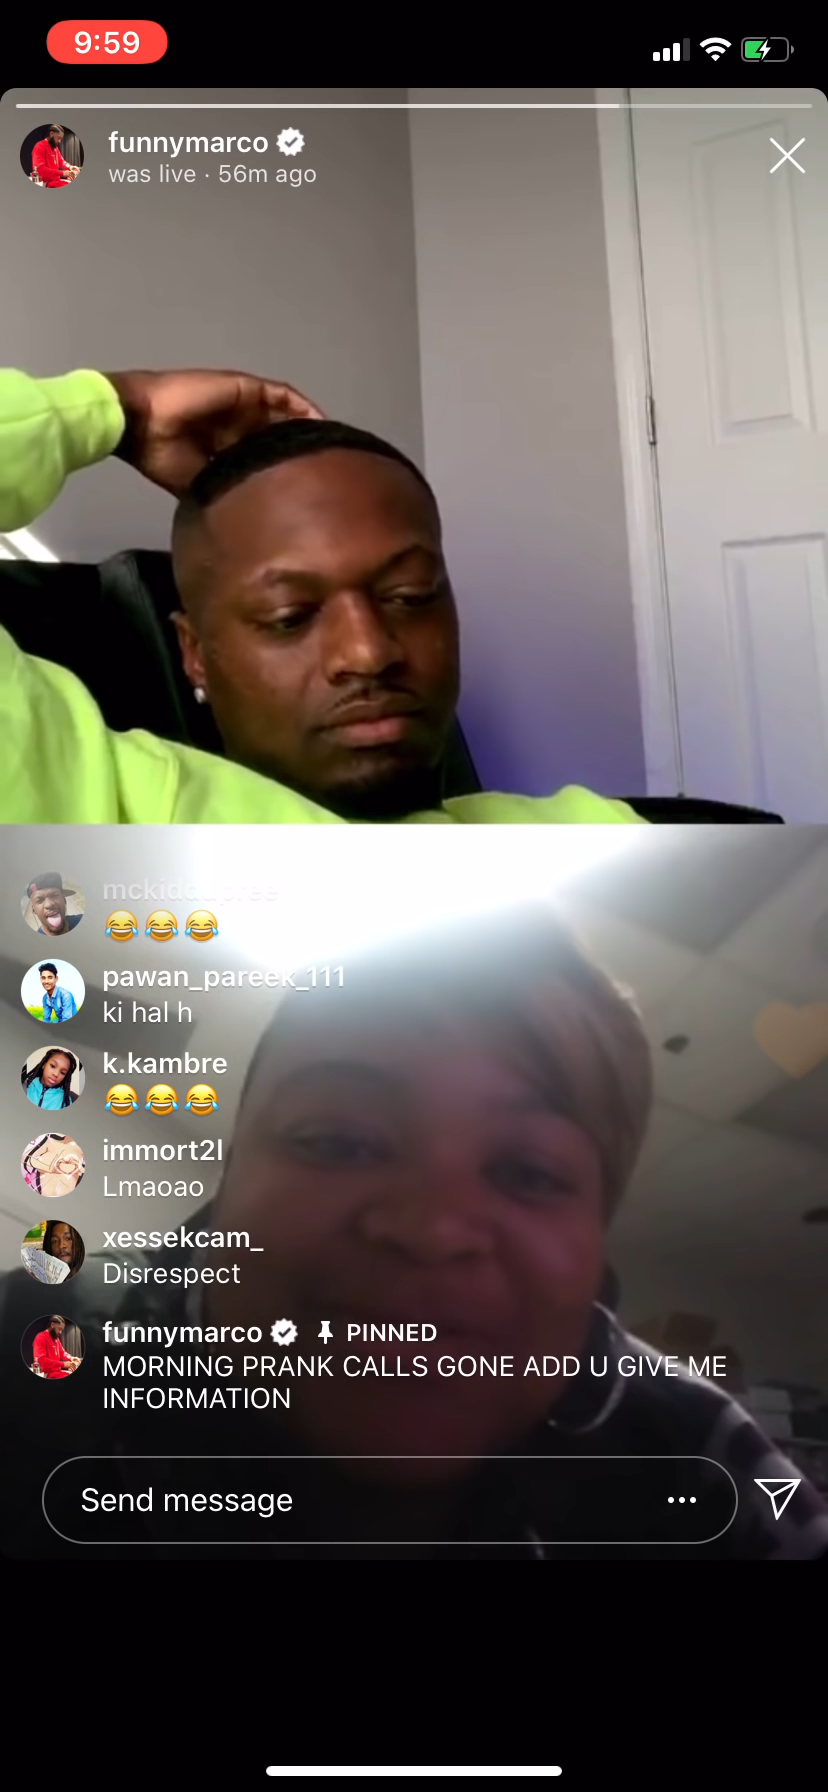 9:59
funnymarco
was live · 56m ago
😂😂😂
pawan_pareek_111
ki hal h
k.kambre
😂😂😂
immort2l
Lmaoao
xessekcam_
Disrespect
funnymarco PINNED
MORNING PRANK CALLS GONE ADD U GIVE ME
INFORMATION
Send message